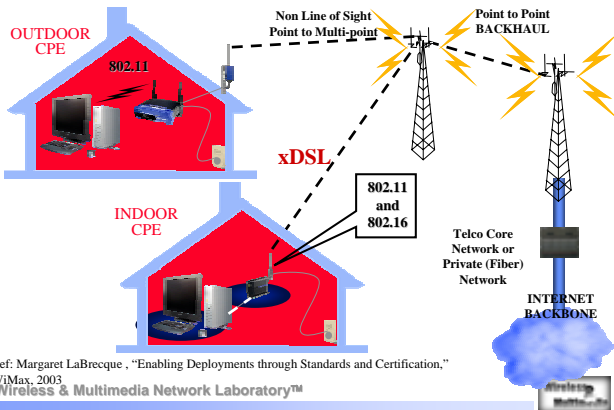 OUTDOOR
CPE
802.11
Non Line of Sight
Point to Multi-point
Point to Point
BACKHAUL
xDSL
802.11
and
802.16
INDOOR
CPE
Telco Core
Network or
Private (Fiber)
Network
INTERNET
BACKBONE
ef: Margaret LaBrecque , “Enabling Deployments through Standards and Certification,”
ViMax, 2003
Wireless & Multimedia Network Laboratory™
Wireless
Multimedia